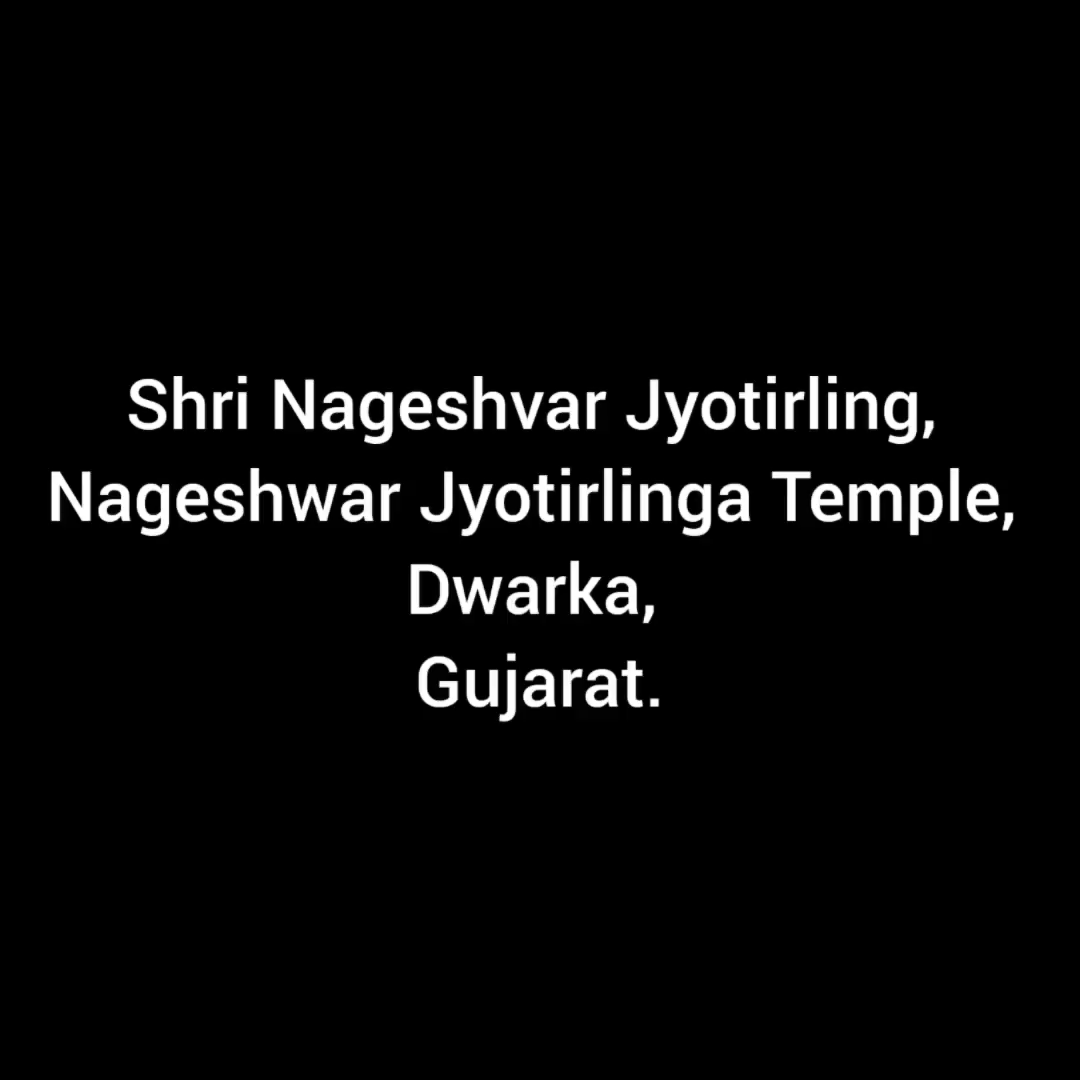 Shri Nageshvar Jyotirling,
Nageshwar Jyotirlinga Temple,
Dwarka,
Gujarat.